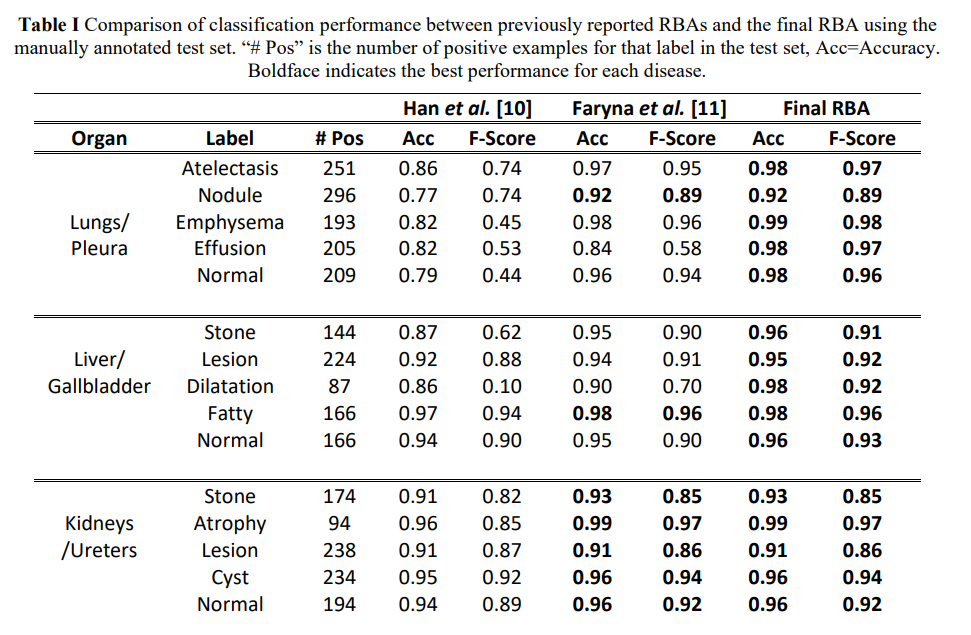 Table I Comparison of classification performance between previously reported RBAs and the final RBA using the
manually annotated test set. “# Pos” is the number of positive examples for that label in the test set, Acc=Accuracy.
Boldface indicates the best performance for each disease.
Han et al. [10] Faryna et al. [11] Final RBA
Organ Label # Pos Acc F-Score Acc F-Score Acc F-Score
Atelectasis 251 0.86 0.74 0.97 0.95 0.98 0.97
Nodule 296 0.77 0.74 0.92 0.89 0.92 0.89
Lungs/ Emphysema 193 0.82 0.45 0.98 0.96 0.99 0.98
Pleura Effusion 205 0.82 0.53 0.84 0.58 0.98 0.97
Normal 209 0.79 0.44 0.96 0.94 0.98 0.96
Stone 144 0.87 0.62 0.95 0.90 0.96 0.91
Liver/ Lesion 224 0.92 0.88 0.94 0.91 0.95 0.92
Gallbladder Dilatation 87 0.86 0.10 0.90 0.70 0.98 0.92
Fatty 166 0.97 0.94 0.98 0.96 0.98 0.96
Normal 166 0.94 0.90 0.95 0.90 0.96 0.93
Stone 174 0.91 0.82 0.93 0.85 0.93 0.85
Kidneys Atrophy 94 0.96 0.85 0.99 0.97 0.99 0.97
/Ureters Lesion 238 0.91 0.87 0.91 0.86 0.91 0.86
Cyst 234 0.95 0.92 0.96 0.94 0.96 0.94
Normal 194 0.94 0.89 0.96 0.92 0.96 0.92